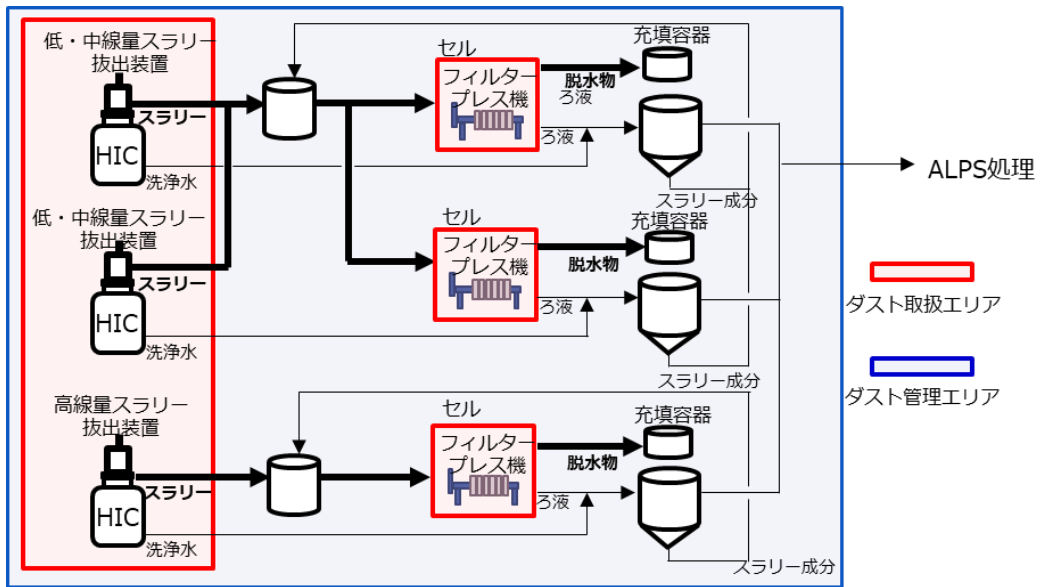 低・中線量スラリー
抜出装置
スラリー
HIC
洗浄水
セル
フィルター
プレス機
脱水物
ろ液
ろ液
充填容器
スラリー成分
ALPS処理
低・中線量スラリー
抜出装置
スラリー
HIC
洗浄水
セル
フィルター
プレス機
脱水物
ろ液
充填容器
スラリー成分
ダスト取扱エリア
ダスト管理エリア
高線量スラリー
抜出装置
スラリー
HIC
洗浄水
セル
フィルター
プレス機
脱水物
ろ液
充填容器
スラリー成分